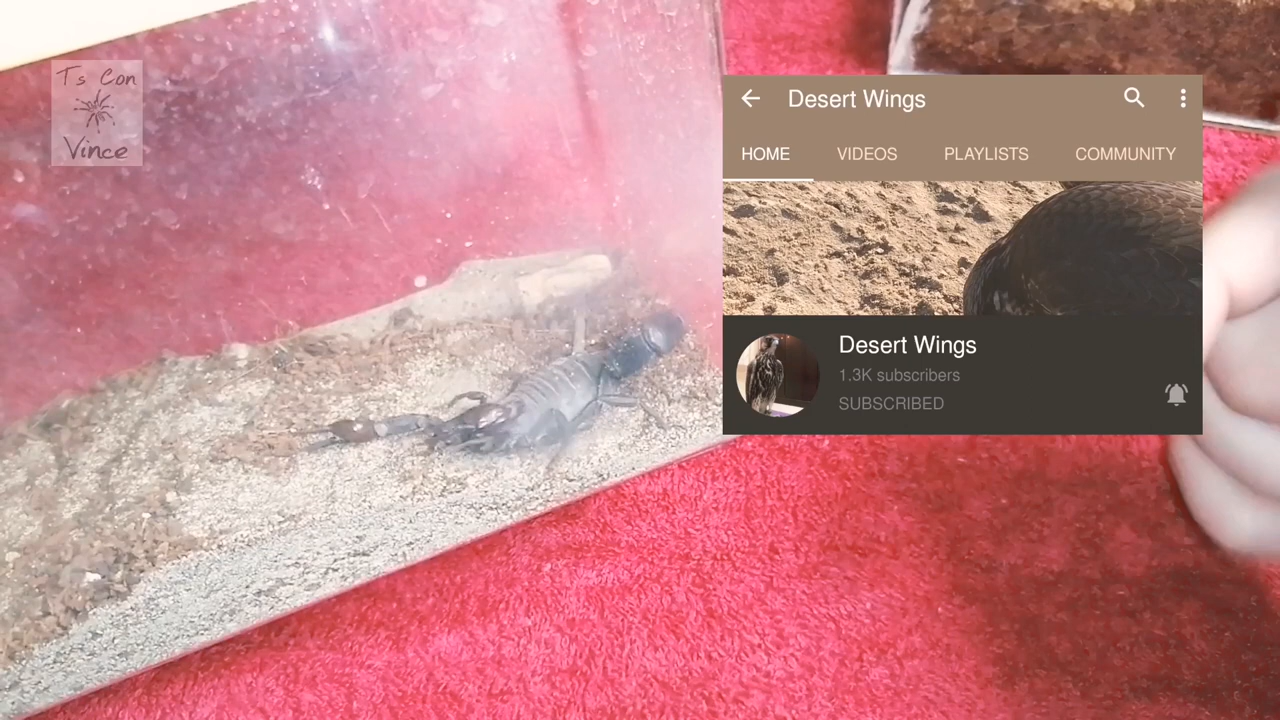 Ts Con
Vince
Desert Wings
HOME VIDEOS PLAYLISTS COMMUNITY
Desert Wings
1.3K subscribers
SUBSCRIBED